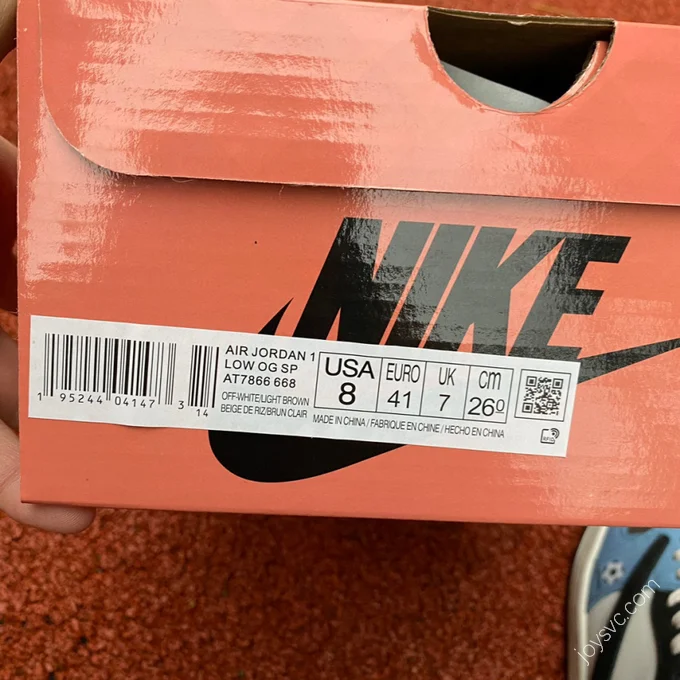 NIKE
AIR JORDAN 1
LOW OG SP
AT7866 668
OFF-WHITE/LIGHT BROWN
BEIGE DE RIZ/BRUN CLAIR
USA
8
EURO
41
UK
7
cm
26⁰
MADE IN CHINA / FABRIQUE EN CHINE / HECHO EN CHINA
1 95244 04147 3 14
RFID
joysvc.com